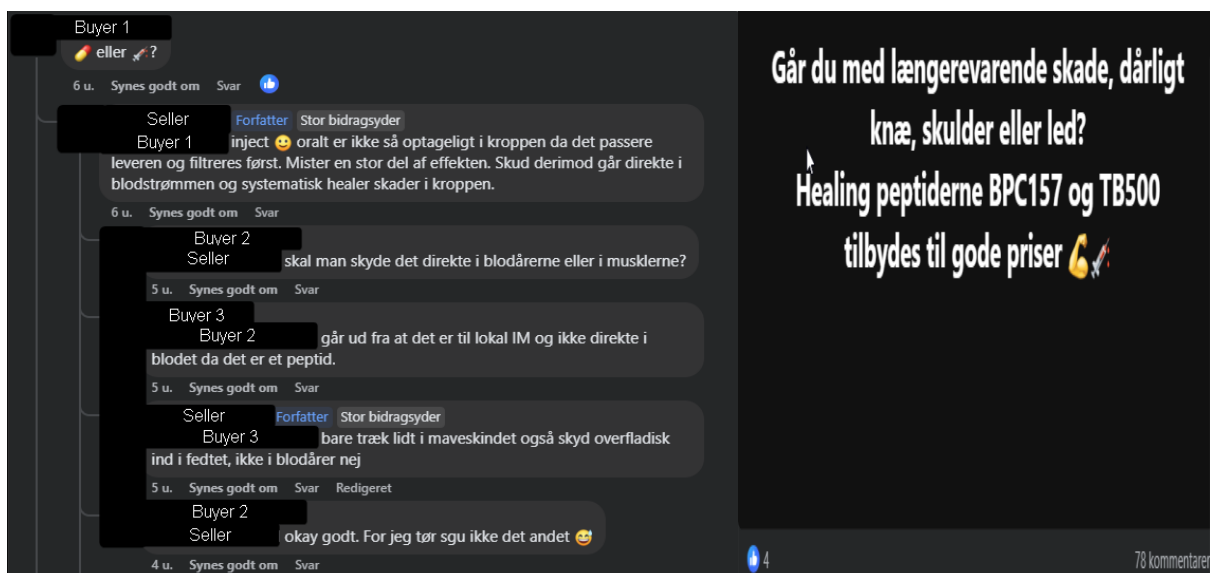 Buyer 1
💊 eller 💉?
6 u. Synes godt om Svar
Seller Forfatter Stor bidragsyder
Buyer 1 inject 😀 oralt er ikke så optageligt i kroppen da det passere
leveren og filtreres først. Mister en stor del af effekten. Skud derimod går direkte i
blodstrømmen og systematisk healer skader i kroppen.
6 u. Synes godt om Svar
Buyer 2
Seller skal man skyde det direkte i blodårerne eller i musklerne?
5 u. Synes godt om Svar
Buyer 3
Buyer 2 går ud fra at det er til lokal IM og ikke direkte i
blodet da det er et peptid.
5 u. Synes godt om Svar
Seller Forfatter Stor bidragsyder
Buyer 3 bare træk lidt i maveskindet også skyd overfladisk
ind i fedtet, ikke i blodårer nej
5 u. Synes godt om Svar Redigeret
Buyer 2
Seller okay godt. For jeg tør sgu ikke det andet 😅
4 u. Synes godt om Svar
Går du med længerevarende skade, dårligt
knæ, skulder eller led?
Healing peptiderne BPC157 og TB500
tilbydes til gode priser 💪💉
4
78 kommentarer